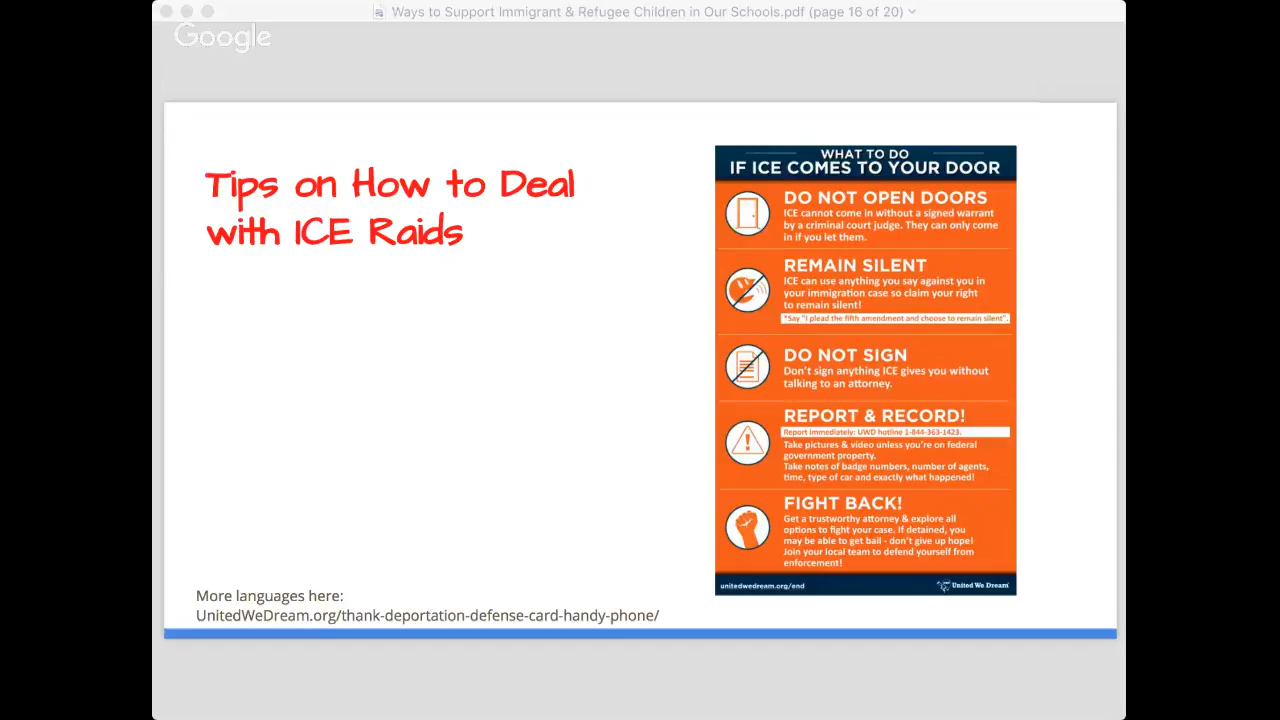 Ways to Support Immigrant & Refugee Children in Our Schools.pdf (page 16 of 20)
Google
Tips on How to Deal
with ICE Raids
WHAT TO DO
IF ICE COMES TO YOUR DOOR
DO NOT OPEN DOORS
ICE cannot come in without a signed warrant
by a criminal court judge. They can only come
in if you let them.
REMAIN SILENT
ICE can use anything you say against you in
your immigration case so claim your right
to remain silent!
*Say "I plead the fifth amendment and choose to remain silent".
DO NOT SIGN
Don't sign anything ICE gives you without
talking to an attorney.
REPORT & RECORD!
Report immediately: UWD hotline 1-844-363-1423.
Take pictures & video unless you're on federal
government property.
Take notes of badge numbers, number of agents,
time, type of car and exactly what happened!
FIGHT BACK!
Get a trustworthy attorney & explore all
options to fight your case. If detained, you
may be able to get bail - don't give up hope!
Join your local team to defend yourself from
enforcement!
unitedwedream.org/end
United We Dream
More languages here:
UnitedWeDream.org/thank-deportation-defense-card-handy-phone/